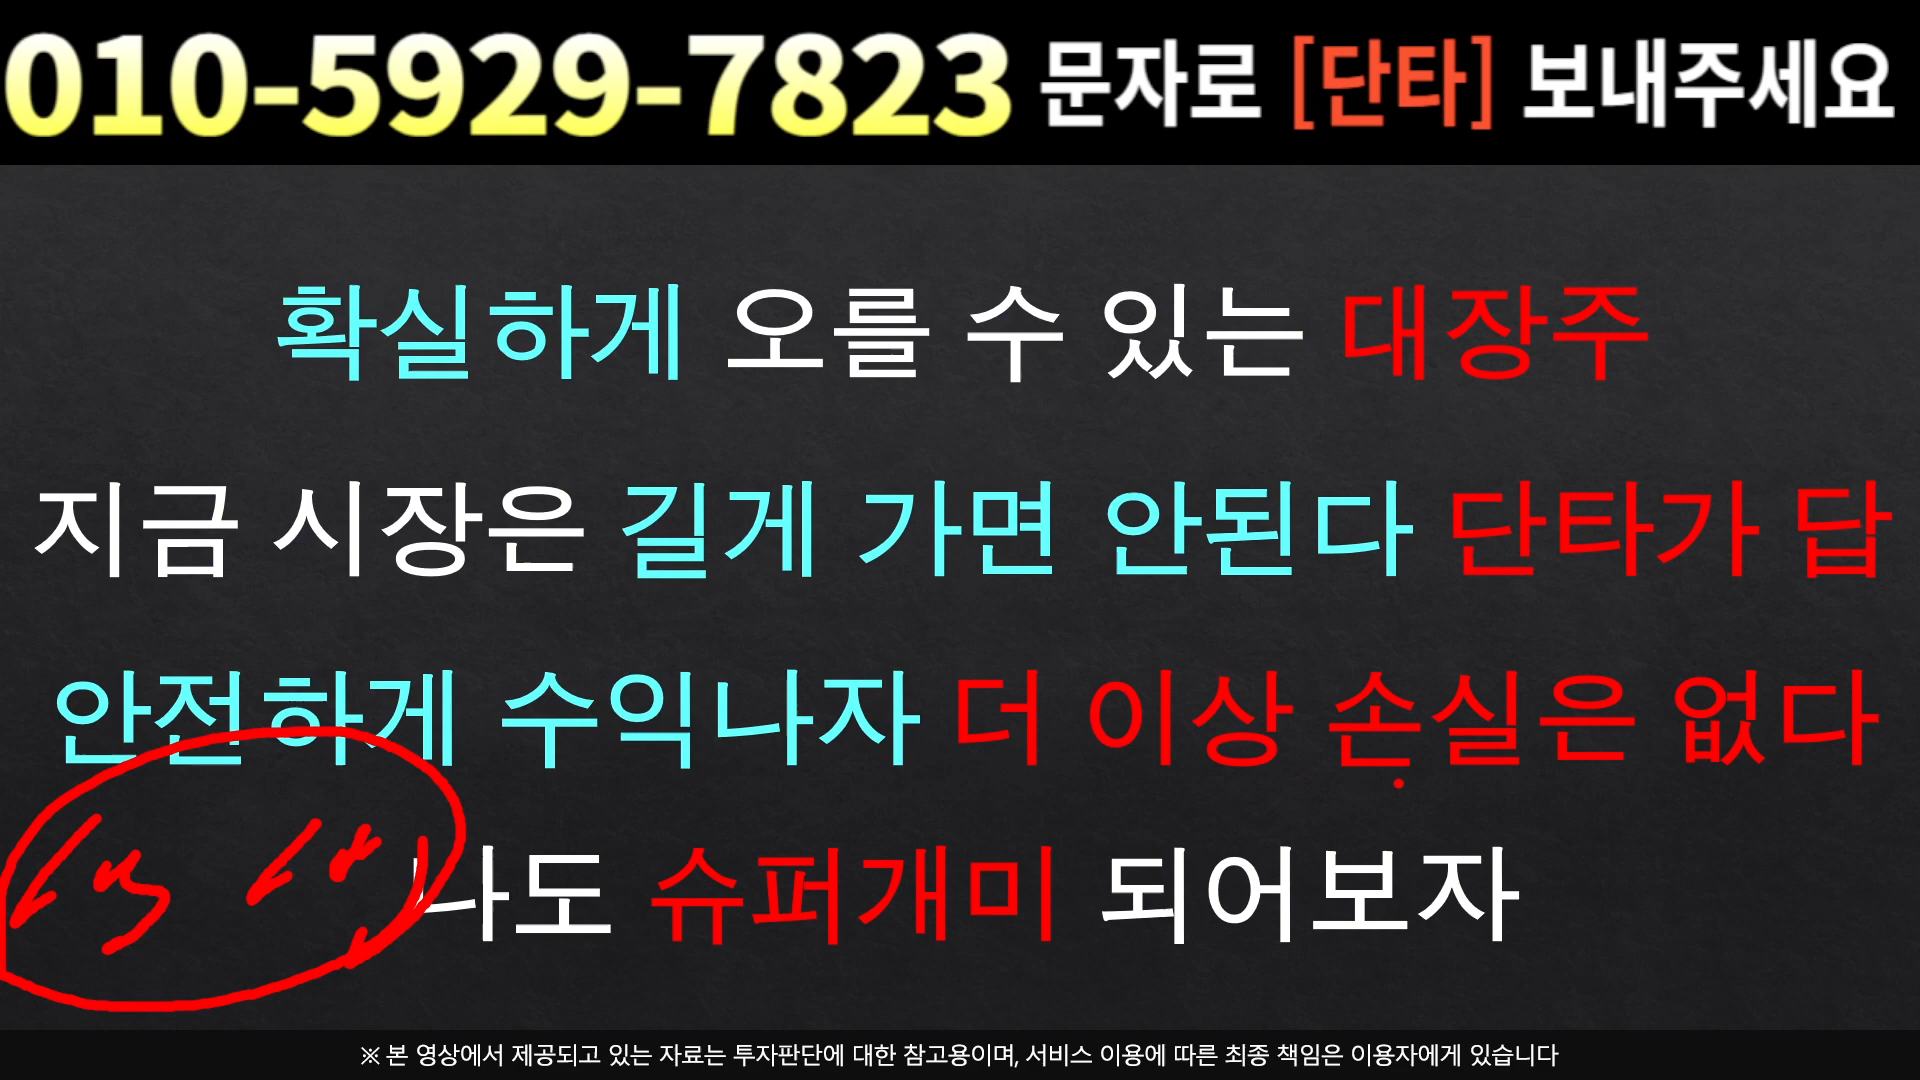 010-5929-7823 문자로 [단타] 보내주세요
확실하게 오를 수 있는 대장주
지금 시장은 길게 가면 안된다 단타가 답
안전하게 수익나자 더 이상 손실은 없다
나도 슈퍼개미 되어보자
※ 본 영상에서 제공되고 있는 자료는 투자판단에 대한 참고용이며, 서비스 이용에 따른 최종 책임은 이용자에게 있습니다